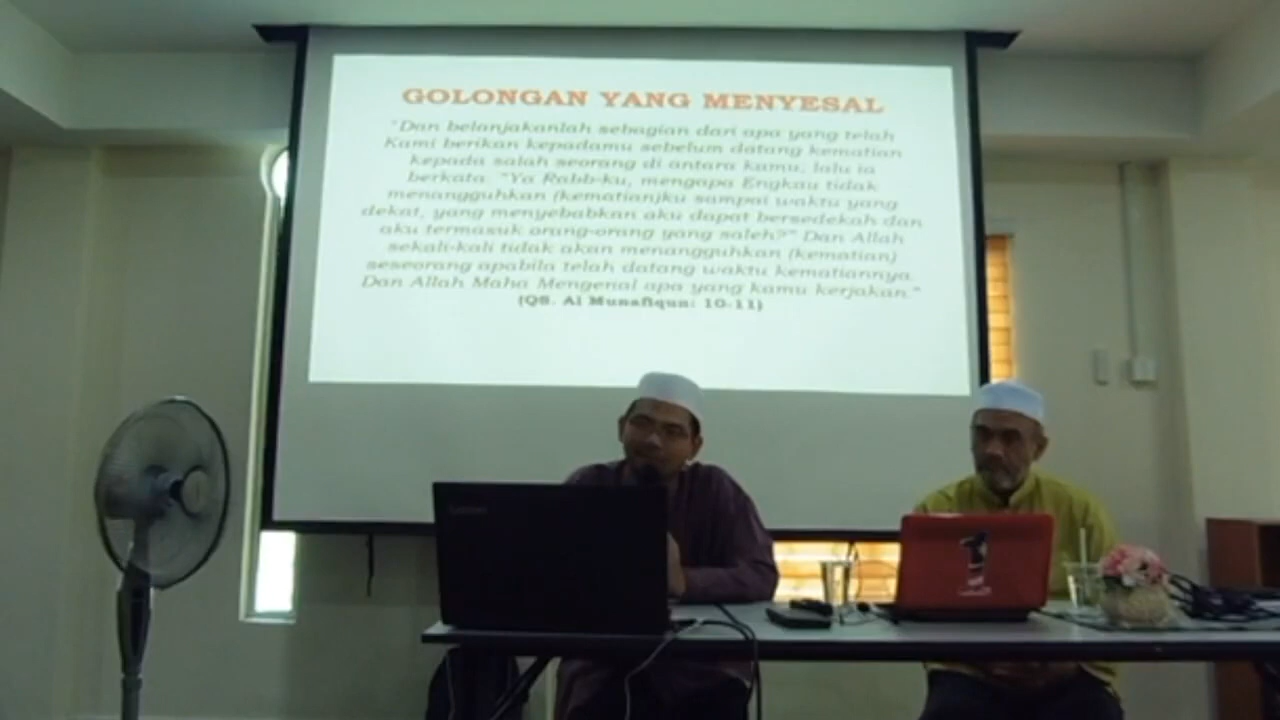 GOLONGAN YANG MENYESAL
"Dan belanjakanlah sebagian dari apa yang telah
Kami berikan kepadamu sebelum datang kematian
kepada salah seorang di antara kamu; lalu ia
berkata: "Ya Rabb-ku, mengapa Engkau tidak
menangguhkan (kematian)ku sampai waktu yang
dekat, yang menyebabkan aku dapat bersedekah dan
aku termasuk orang-orang yang saleh?" Dan Allah
sekali-kali tidak akan menangguhkan (kematian)
seseorang apabila telah datang waktu kematiannya.
Dan Allah Maha Mengenal apa yang kamu kerjakan."
(QS. Al Munafiqun: 10-11)
Lenovo
1